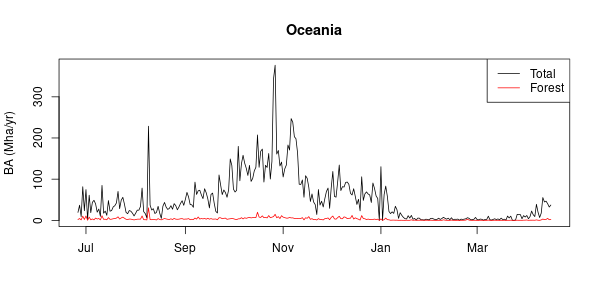 Oceania
Total
Forest
BA (Mha/yr)
300
200
100
0
Jul Sep Nov Jan Mar